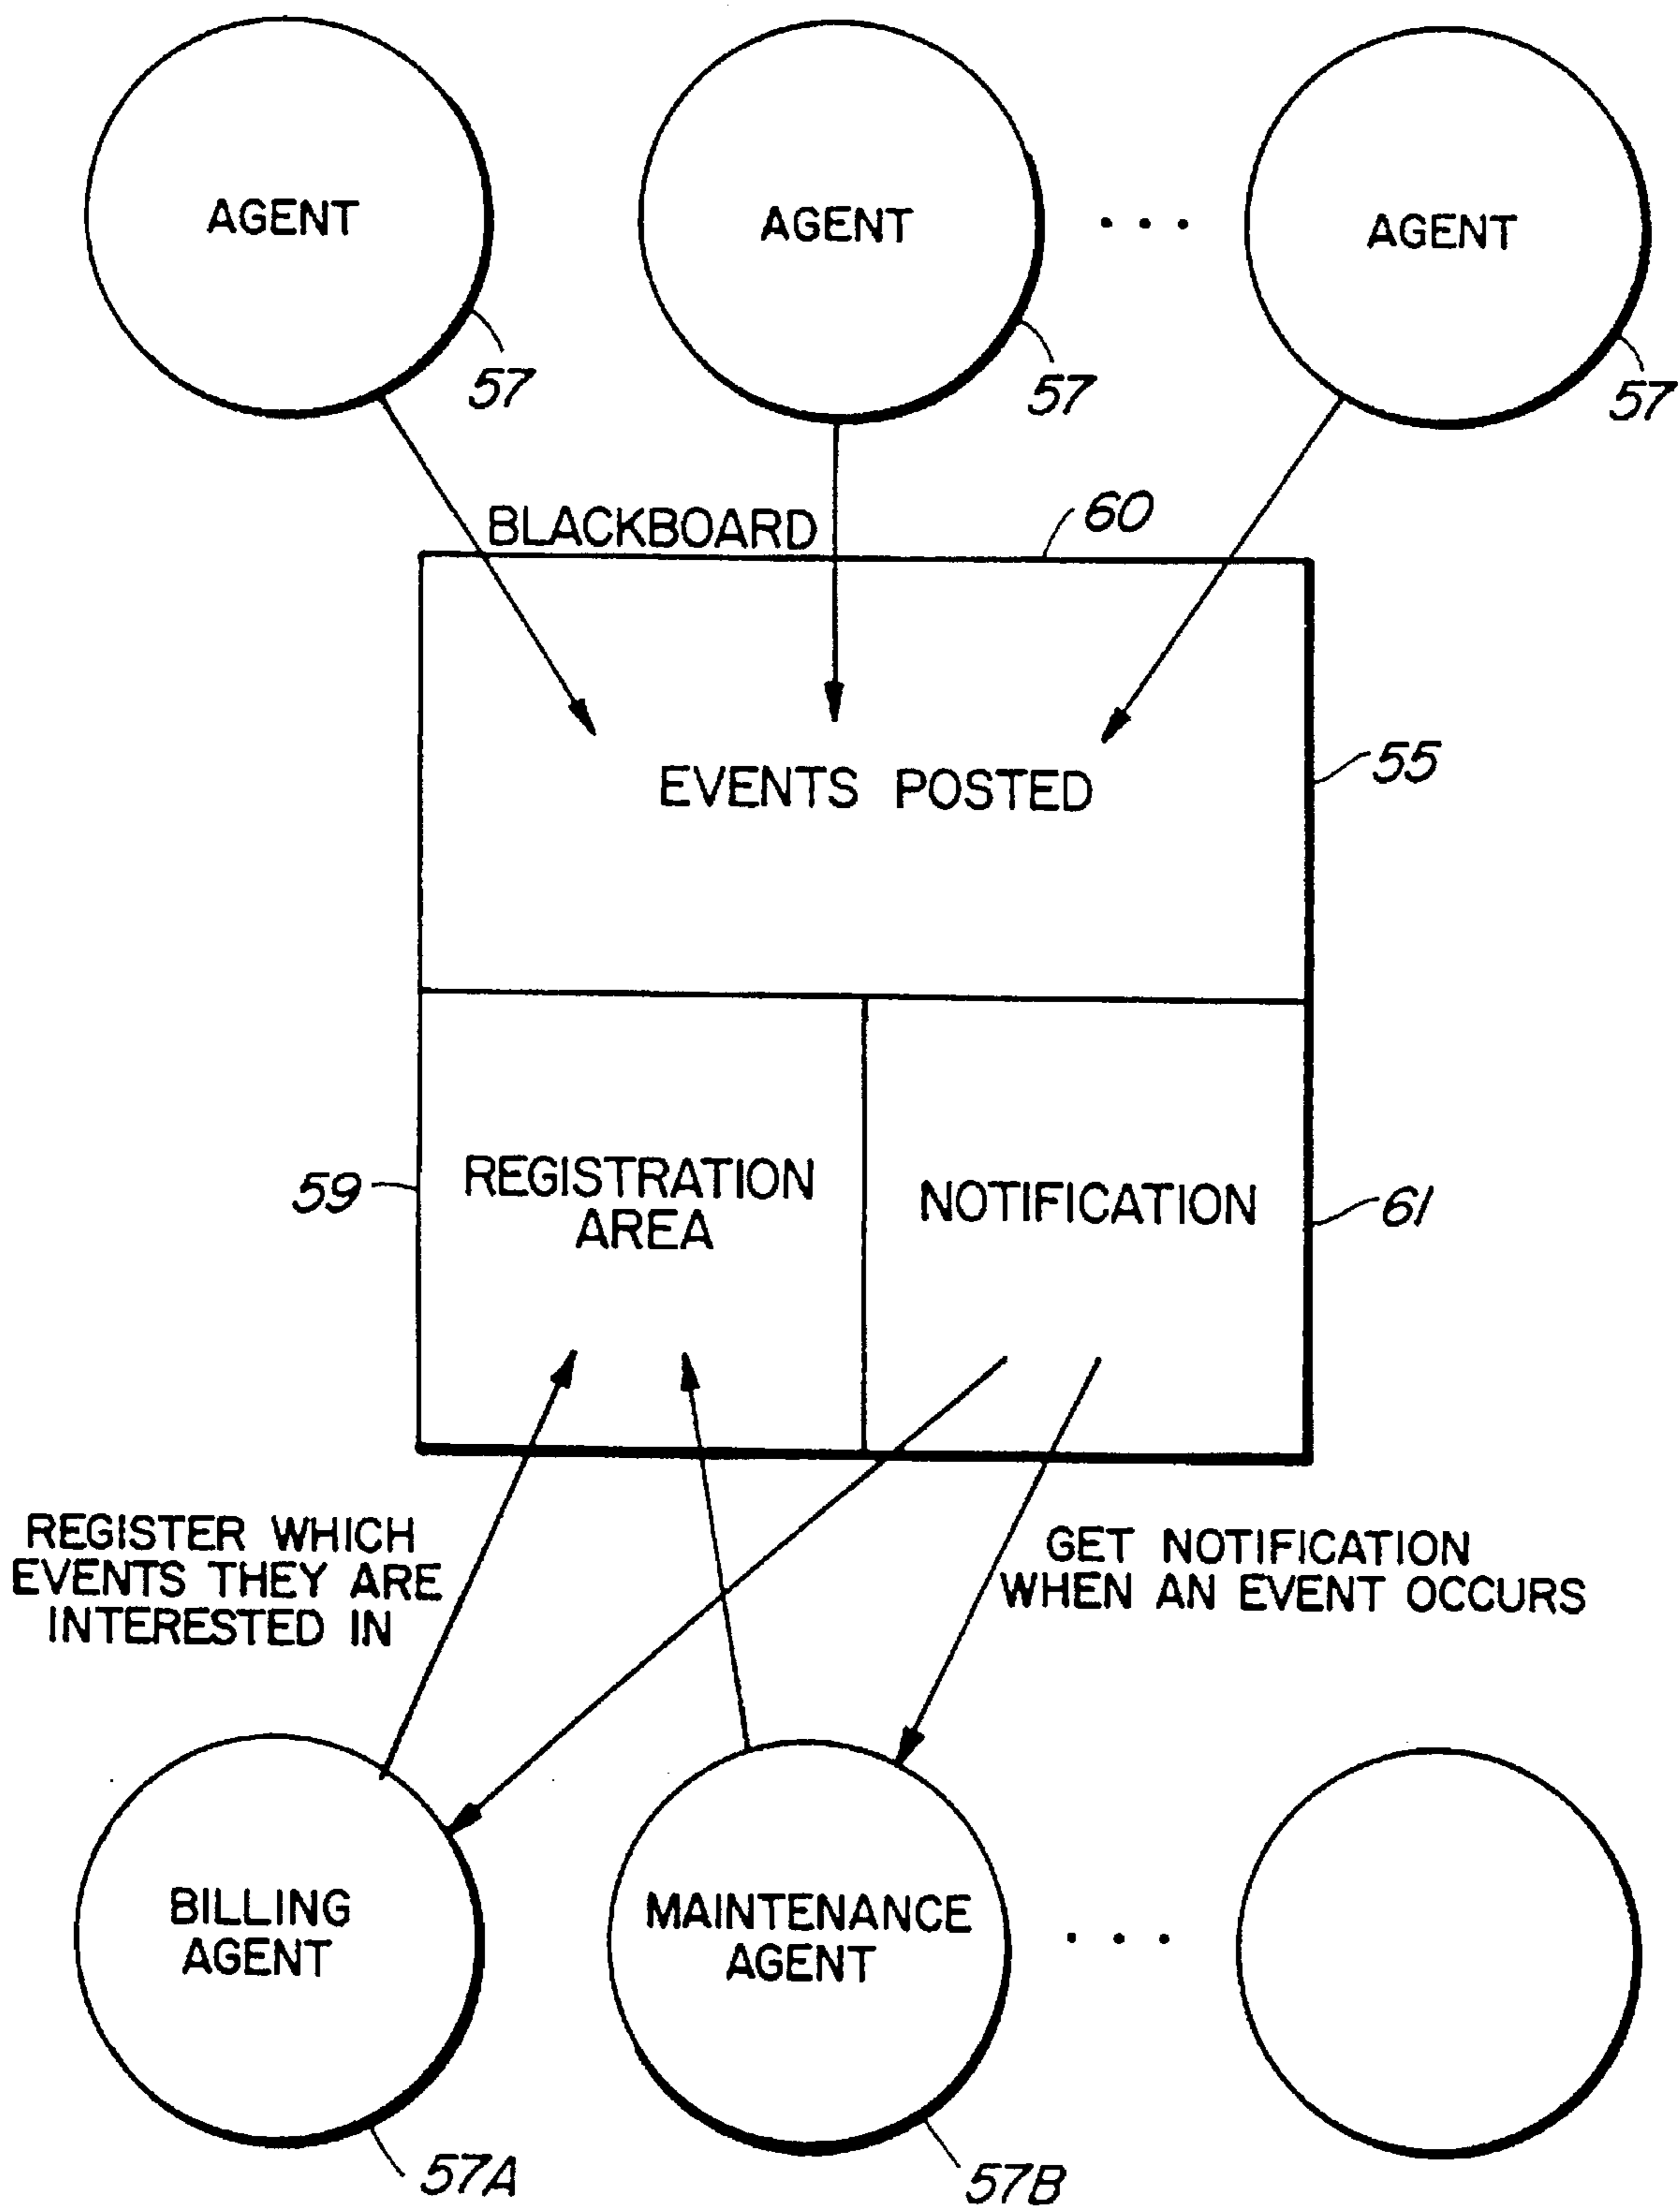 AGENT
AGENT
. . .
AGENT
57
57
57
BLACKBOARD
60
EVENTS POSTED
55
REGISTRATION
AREA
NOTIFICATION
59
61
REGISTER WHICH
EVENTS THEY ARE
INTERESTED IN
GET NOTIFICATION
WHEN AN EVENT OCCURS
BILLING
AGENT
MAINTENANCE
AGENT
. . .
57A
57B